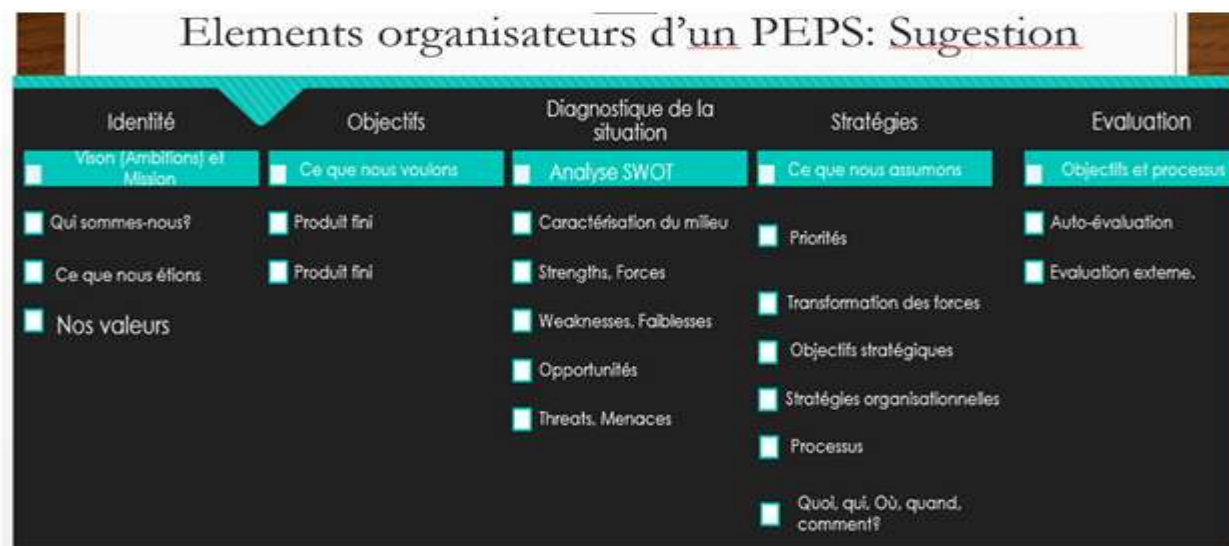 Elements organisateurs d'un PEPS: Sugestion
Identité
Vison (Ambitions) et
Mission
Qui sommes-nous?
Ce que nous étions
Nos valeurs
Objectifs
Ce que nous voulons
Produit fini
Produit fini
Diagnostique de la
situation
Analyse SWOT
Caractérisation du milieu
Strengths, Forces
Weaknesses, Faiblesses
Opportunités
Threats, Menaces
Stratégies
Ce que nous assumons
Priorités
Transformation des forces
Objectifs stratégiques
Stratégies organisationnelles
Processus
Quoi, qui, Où, quand,
comment?
Evaluation
Objectifs et processus
Auto-évaluation
Evaluation externe.